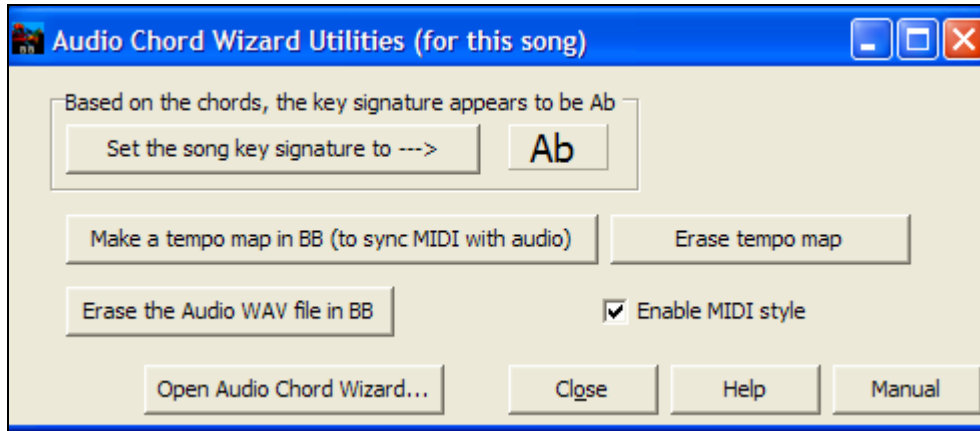 Audio Chord Wizard Utilities (for this song)
Based on the chords, the key signature appears to be Ab
Set the song key signature to --->
Ab
Make a tempo map in BB (to sync MIDI with audio)
Erase tempo map
Erase the Audio WAV file in BB
Enable MIDI style
Open Audio Chord Wizard...
Close
Help
Manual